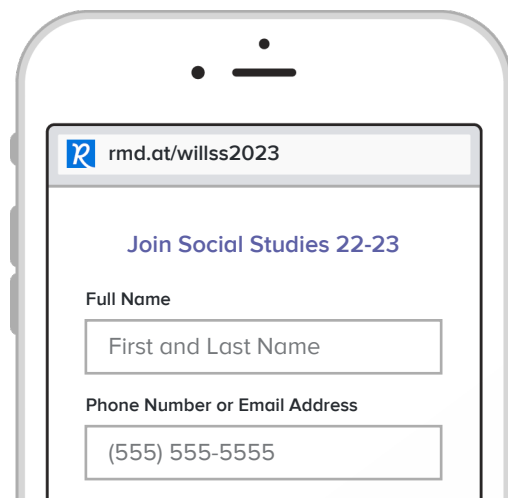 rmd.at/willss2023
Join Social Studies 22-23
Full Name
First and Last Name
Phone Number or Email Address
(555) 555-5555